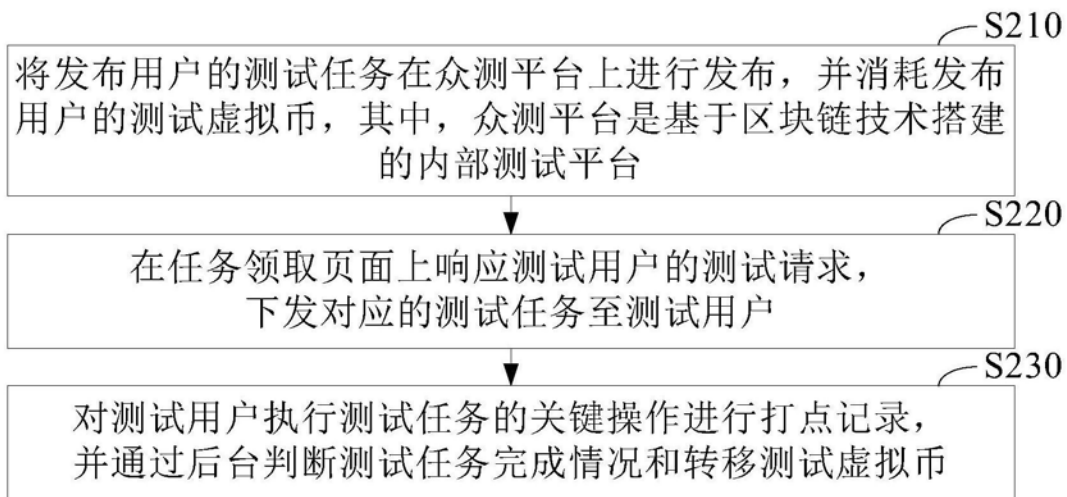 S210
将发布用户的测试任务在众测平台上进行发布，并消耗发布
用户的测试虚拟币，其中，众测平台是基于区块链技术搭建
的内部测试平台
S220
在任务领取页面上响应测试用户的测试请求，
下发对应的测试任务至测试用户
S230
对测试用户执行测试任务的关键操作进行打点记录，
并通过后台判断测试任务完成情况和转移测试虚拟币